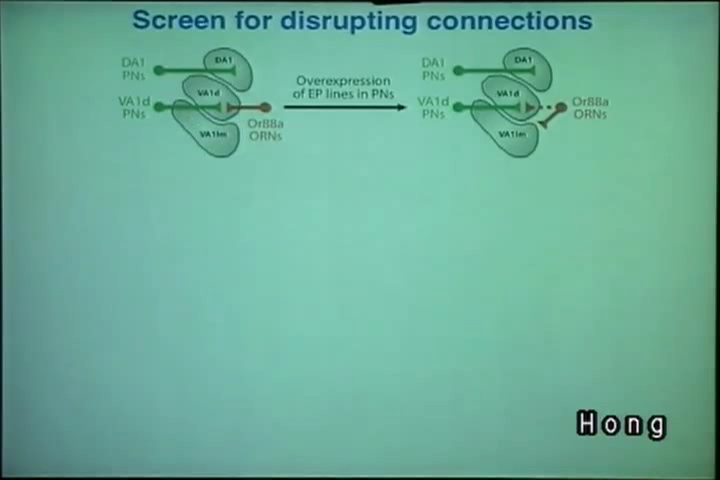 Screen for disrupting connections
DA1
PNs
DA1
VA1d
PNs
VA1d
VA1lm
Or88a
ORNs
Overexpression
of EP lines in PNs
DA1
PNs
DA1
VA1d
PNs
VA1d
VA1lm
Or88a
ORNs
Hong